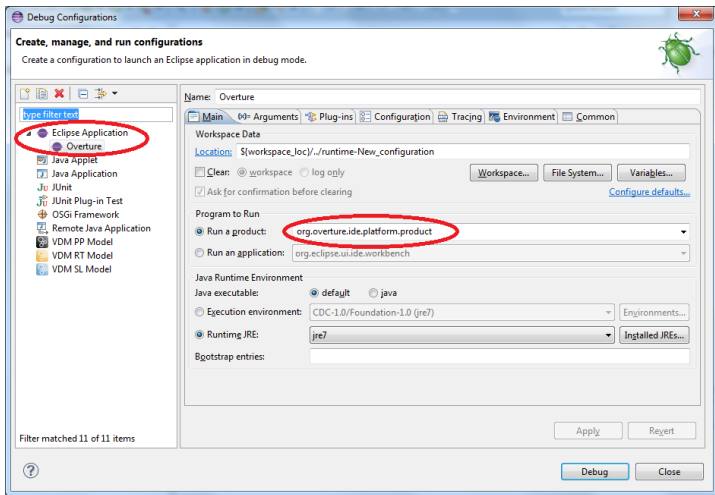 Debug Configurations
Create, manage, and run configurations
Create a configuration to launch an Eclipse application in debug mode.
type filter text
Eclipse Application
Overture
Java Applet
Java Application
Ju JUnit
JUnit Plug-in Test
OSGi Framework
Remote Java Application
VDM PP Model
VDM RT Model
VDM SL Model
Filter matched 11 of 11 items
Name: Overture
Main (x)= Arguments Plug-ins Configuration Tracing Environment Common
Workspace Data
Location: ${workspace_loc}/../runtime-New_configuration
Clear: workspace log only Workspace... File System... Variables...
Ask for confirmation before clearing Configure defaults...
Program to Run
Run a product: org.overture.ide.platform.product
Run an application: org.eclipse.ui.ide.workbench
Java Runtime Environment
Java executable: default java
Execution environment: CDC-1.0/Foundation-1.0 (jre7) Environments...
Runtime JRE: jre7 Installed JREs...
Bootstrap entries:
Apply Revert
? Debug Close